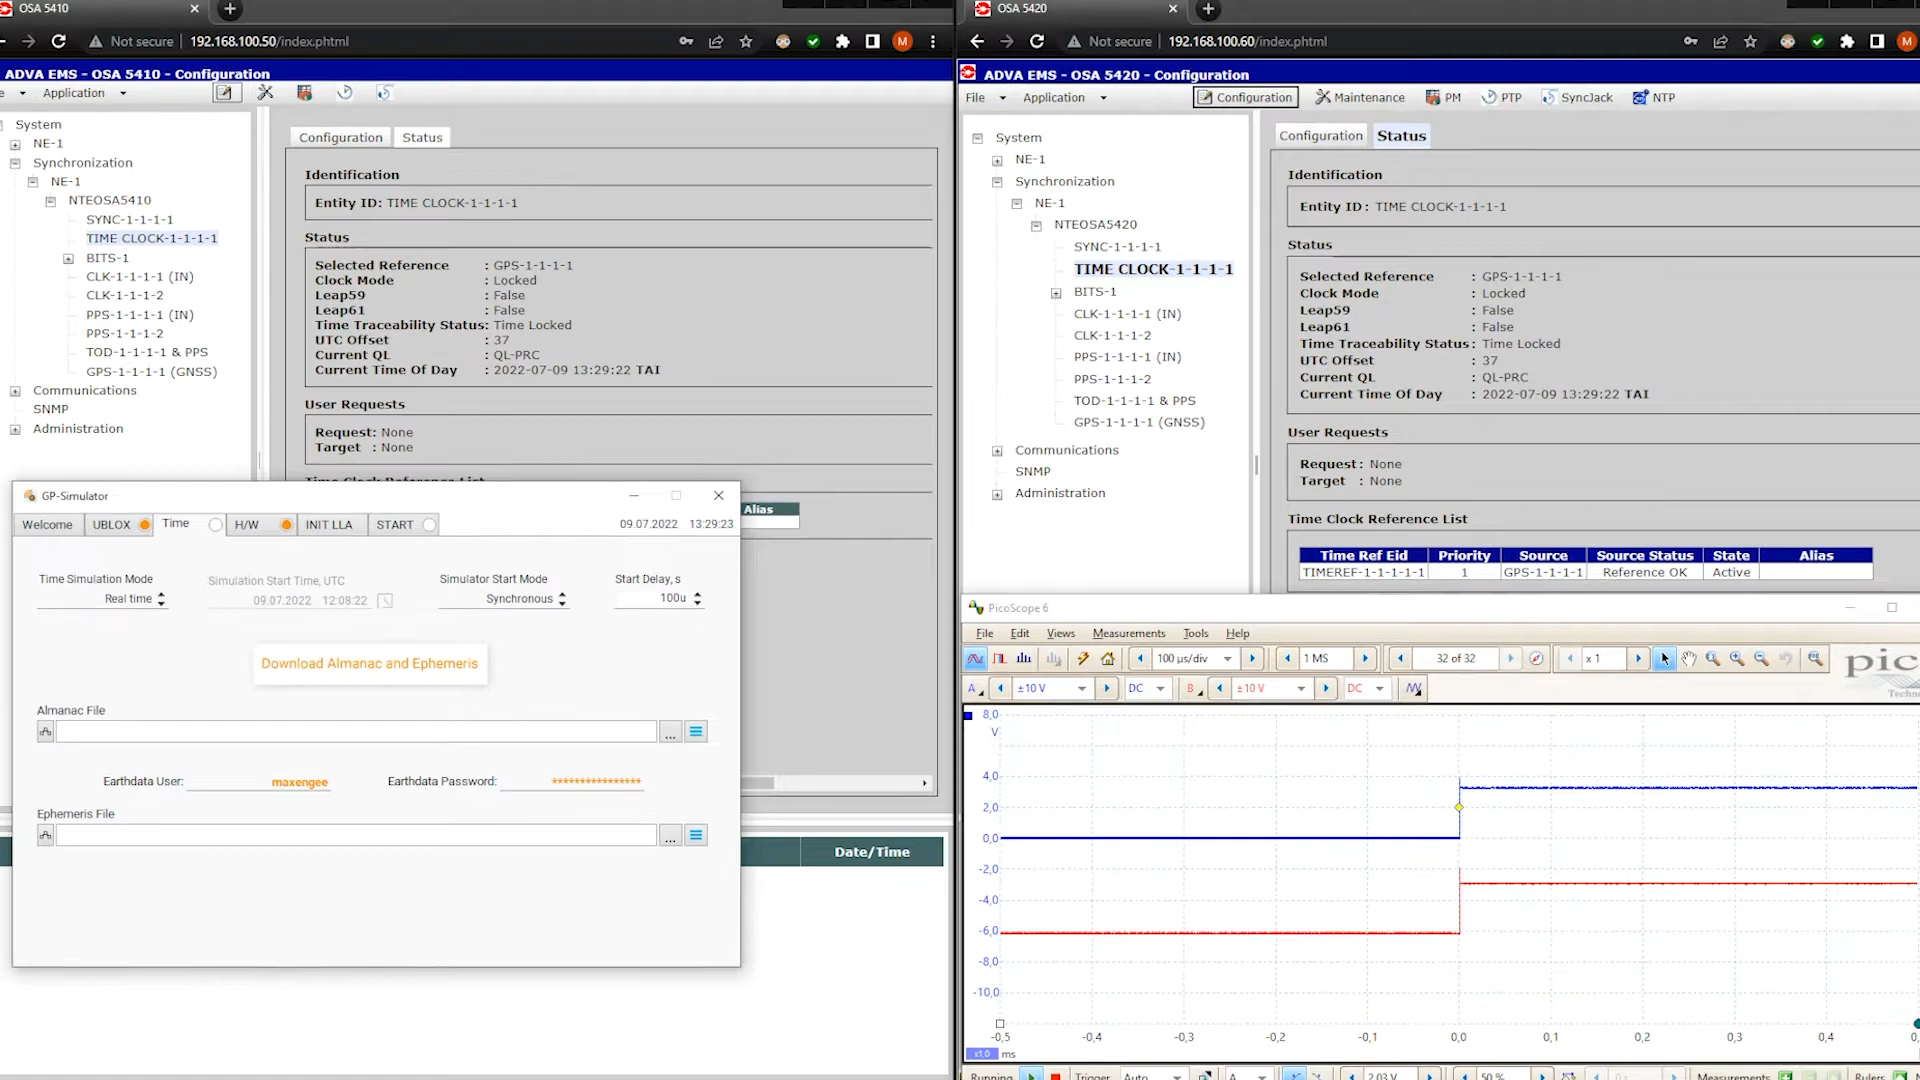 OSA 5410
Not secure
192.168.100.50/index.phtml
M
ADVA EMS - OSA 5410 - Configuration
Application
System
NE-1
Synchronization
NE-1
NTEOSA5410
SYNC-1-1-1-1
TIME CLOCK-1-1-1-1
BITS-1
CLK-1-1-1-1 (IN)
CLK-1-1-1-2
PPS-1-1-1-1 (IN)
PPS-1-1-1-2
TOD-1-1-1-1 & PPS
GPS-1-1-1-1 (GNSS)
Communications
SNMP
Administration
Configuration Status
Identification
Entity ID: TIME CLOCK-1-1-1-1
Status
Selected Reference : GPS-1-1-1-1
Clock Mode : Locked
Leap59 : False
Leap61 : False
Time Traceability Status: Time Locked
UTC Offset : 37
Current QL : QL-PRC
Current Time Of Day : 2022-07-09 13:29:22 TAI
User Requests
Request: None
Target : None
Time Clock Reference List
Alias
Date/Time
GP-Simulator
Welcome UBLOX Time H/W INIT LLA START 09.07.2022 13:29:23
Time Simulation Mode
Real time
Simulation Start Time, UTC
09.07.2022 12:08:22
Simulator Start Mode
Synchronous
Start Delay, s
100u
Download Almanac and Ephemeris
Almanac File
...
Earthdata User: maxengee Earthdata Password: ****************
Ephemeris File
...
OSA 5420
Not secure
192.168.100.60/index.phtml
M
ADVA EMS - OSA 5420 - Configuration
File Application Configuration Maintenance PM PTP SyncJack NTP
System
NE-1
Synchronization
NE-1
NTEOSA5420
SYNC-1-1-1-1
TIME CLOCK-1-1-1-1
BITS-1
CLK-1-1-1-1 (IN)
CLK-1-1-1-2
PPS-1-1-1-1 (IN)
PPS-1-1-1-2
TOD-1-1-1-1 & PPS
GPS-1-1-1-1 (GNSS)
Communications
SNMP
Administration
Configuration Status
Identification
Entity ID : TIME CLOCK-1-1-1-1
Status
Selected Reference : GPS-1-1-1-1
Clock Mode : Locked
Leap59 : False
Leap61 : False
Time Traceability Status : Time Locked
UTC Offset : 37
Current QL : QL-PRC
Current Time Of Day : 2022-07-09 13:29:22 TAI
User Requests
Request : None
Target : None
Time Clock Reference List
Time Ref Eid Priority Source Source Status State Alias
TIMEREF-1-1-1-1-1 1 GPS-1-1-1-1 Reference OK Active
PicoScope 6
File Edit Views Measurements Tools Help
100 µs/div 1 MS 32 of 32 x 1
A ±10 V DC B ±10 V DC
pic
Techno
8,0
V
4,0
2,0
0,0
-2,0
-4,0
-6,0
-8,0
-10,0
-0,5 -0,4 -0,3 -0,2 -0,1 0,0 0,1 0,2 0,3 0,4
x1,0 ms
Running Trigger Auto A 2,03 V 50 % Measurements Rulers